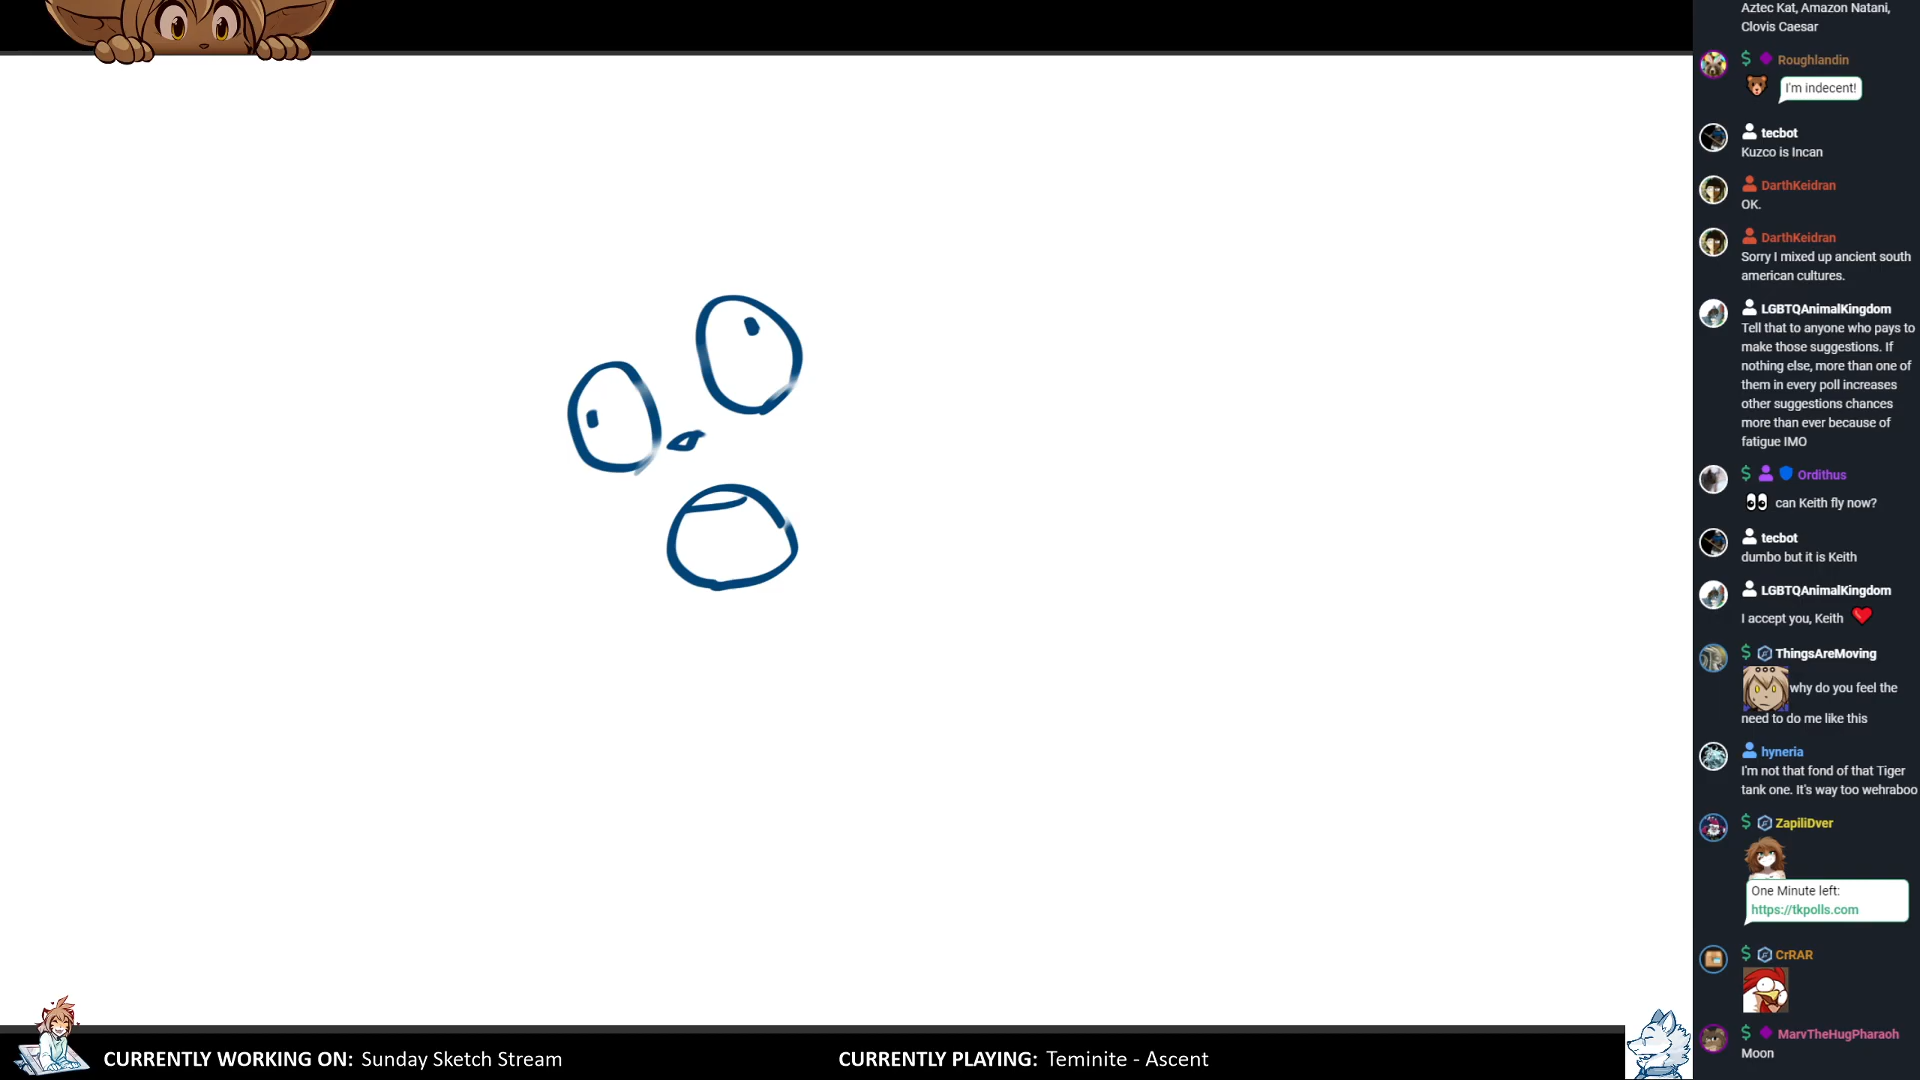 Aztec Kat, Amazon Natani,
Clovis Caesar
Roughlandin
I'm indecent!
tecbot
Kuzco is Incan
DarthKeidran
OK.
DarthKeidran
Sorry I mixed up ancient south
american cultures.
LGBTQAnimalKingdom
Tell that to anyone who pays to
make those suggestions. If
nothing else, more than one of
them in every poll increases
other suggestions chances
more than ever because of
fatigue IMO
Ordithus
can Keith fly now?
tecbot
dumbo but it is Keith
LGBTQAnimalKingdom
I accept you, Keith
ThingsAreMoving
why do you feel the
need to do me like this
hyneria
I'm not that fond of that Tiger
tank one. It's way too wehraboo
ZapiliDver
One Minute left:
https://tkpolls.com
CrRAR
MarvTheHugPharaoh
Moon
CURRENTLY WORKING ON: Sunday Sketch Stream
CURRENTLY PLAYING: Teminite - Ascent